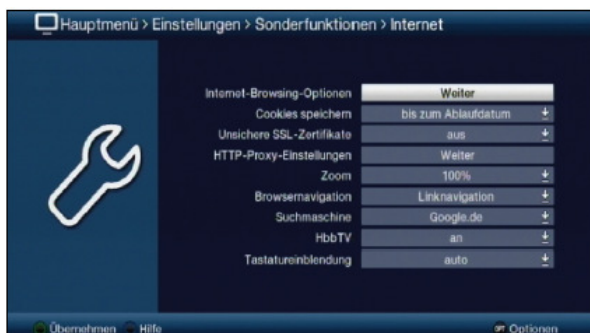 Hauptmenü > Einstellungen > Sonderfunktionen > Internet
Internet-Browsing-Optionen Weiter
Cookies speichern bis zum Ablaufdatum
Unsichere SSL-Zertifikate aus
HTTP-Proxy-Einstellungen Weiter
Zoom 100%
Browsernavigation Linknavigation
Suchmaschine Google.de
HbbTV an
Tastatureinblendung auto
Übernehmen Hilfe OPT Optionen